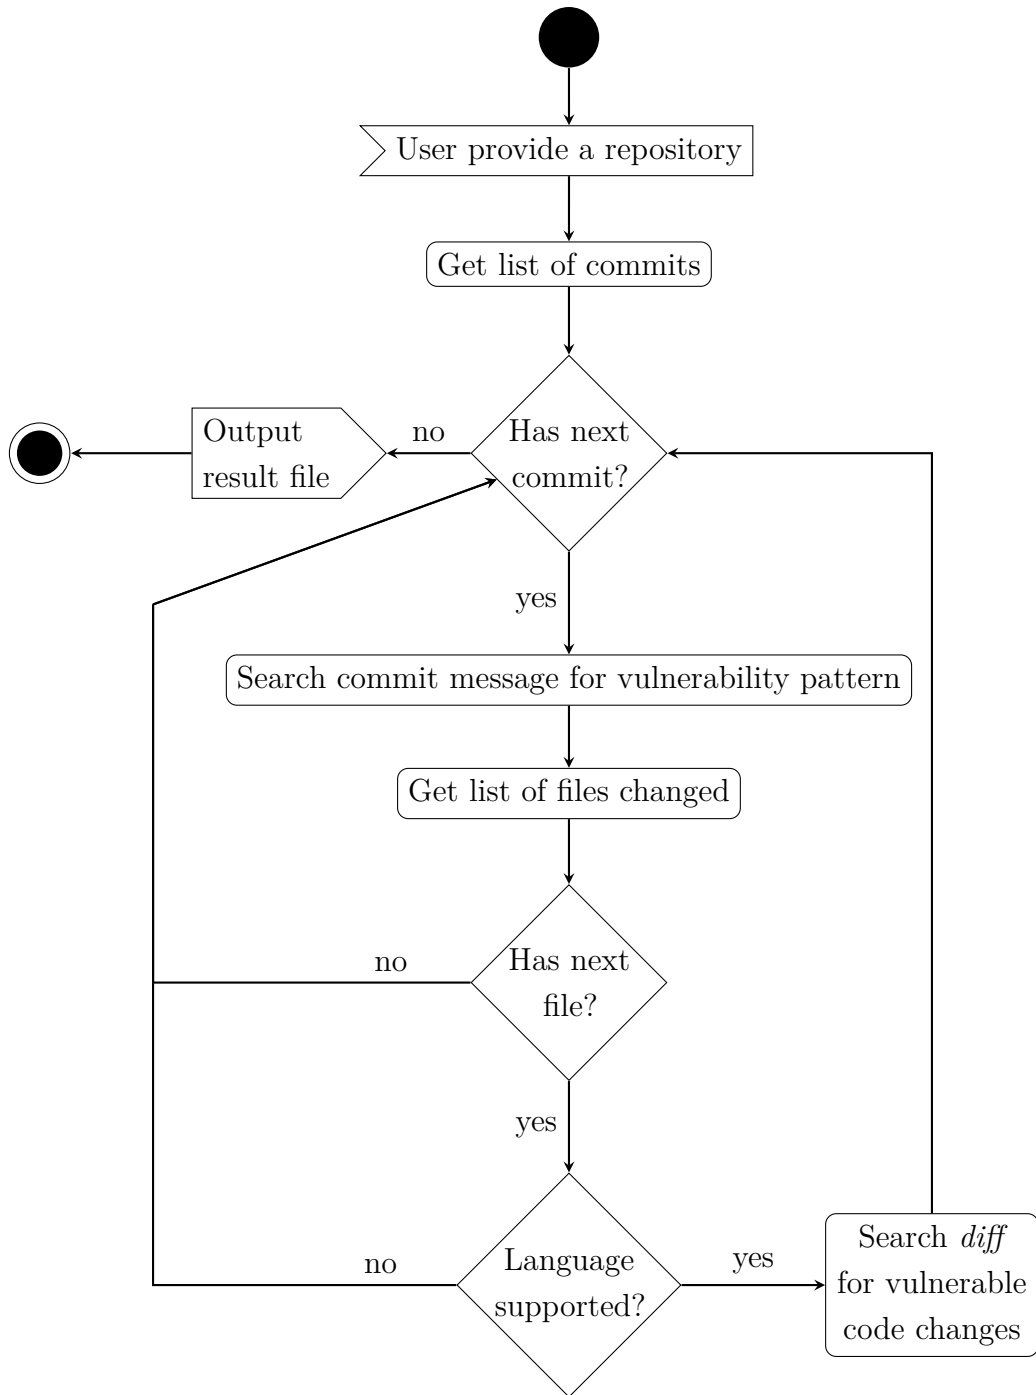 User provide a repository
Get list of commits
Output
result file
no
Has next
commit?
yes
Search commit message for vulnerability pattern
Get list of files changed
no
Has next
file?
yes
no
Language
supported?
yes
Search diff
for vulnerable
code changes